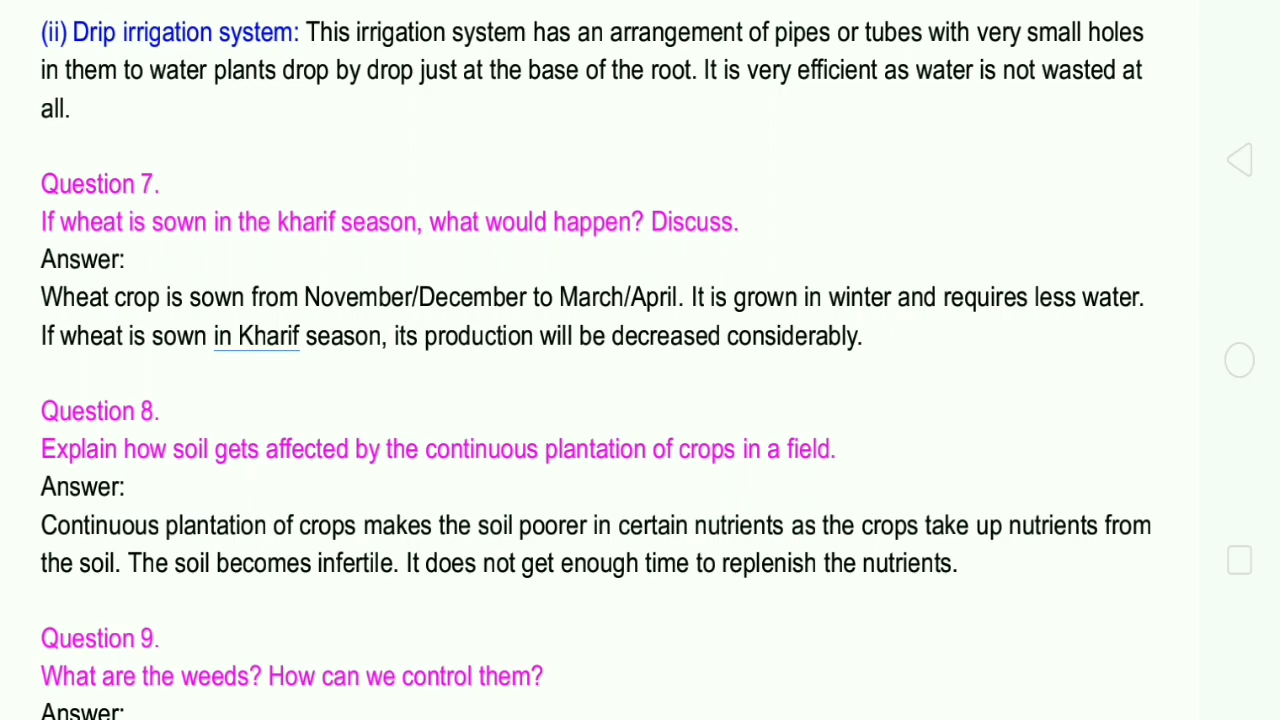 (ii) Drip irrigation system: This irrigation system has an arrangement of pipes or tubes with very small holes
in them to water plants drop by drop just at the base of the root. It is very efficient as water is not wasted at
all.
Question 7.
If wheat is sown in the kharif season, what would happen? Discuss.
Answer:
Wheat crop is sown from November/December to March/April. It is grown in winter and requires less water.
If wheat is sown in Kharif season, its production will be decreased considerably.
Question 8.
Explain how soil gets affected by the continuous plantation of crops in a field.
Answer:
Continuous plantation of crops makes the soil poorer in certain nutrients as the crops take up nutrients from
the soil. The soil becomes infertile. It does not get enough time to replenish the nutrients.
Question 9.
What are the weeds? How can we control them?
Answer: